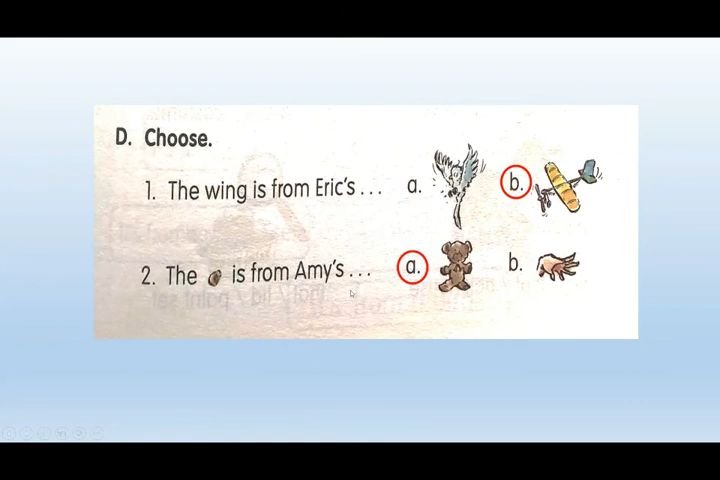 D. Choose.
1. The wing is from Eric's . . . a. b.
2. The is from Amy's . . . a. b.